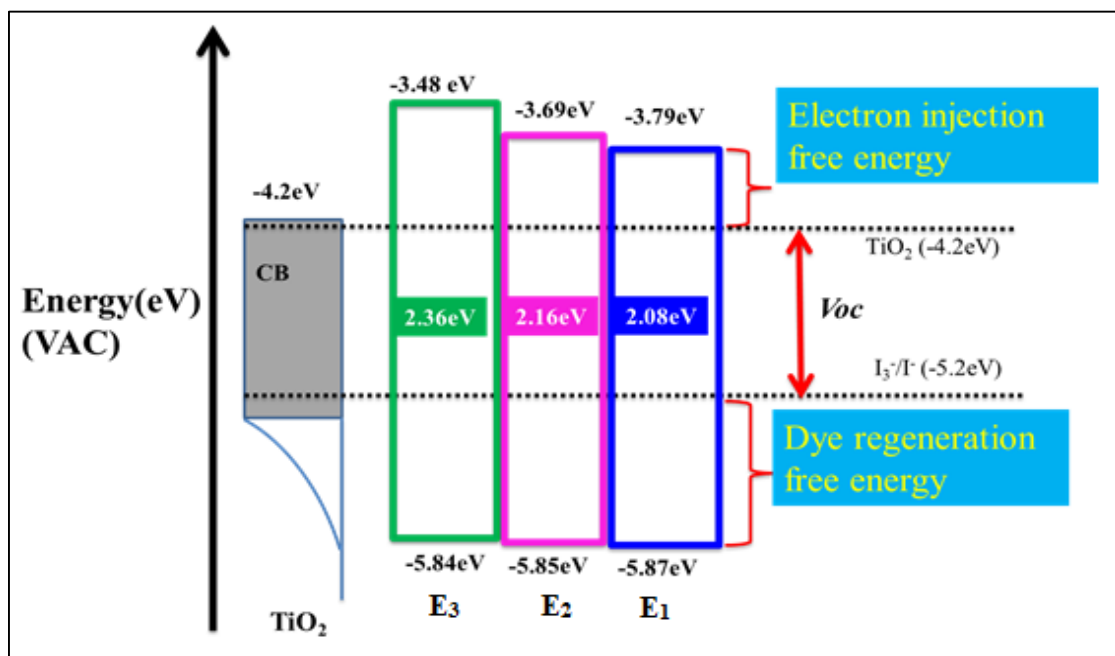 -3.48 eV
-3.69eV
-3.79eV
Electron injection
free energy
-4.2eV
TiO₂ (-4.2eV)
CB
Energy(eV)
(VAC)
2.36eV
2.16eV
2.08eV
Voc
I₃⁻/I⁻ (-5.2eV)
Dye regeneration
free energy
-5.84eV
-5.85eV
-5.87eV
E₃
E₂
E₁
TiO₂